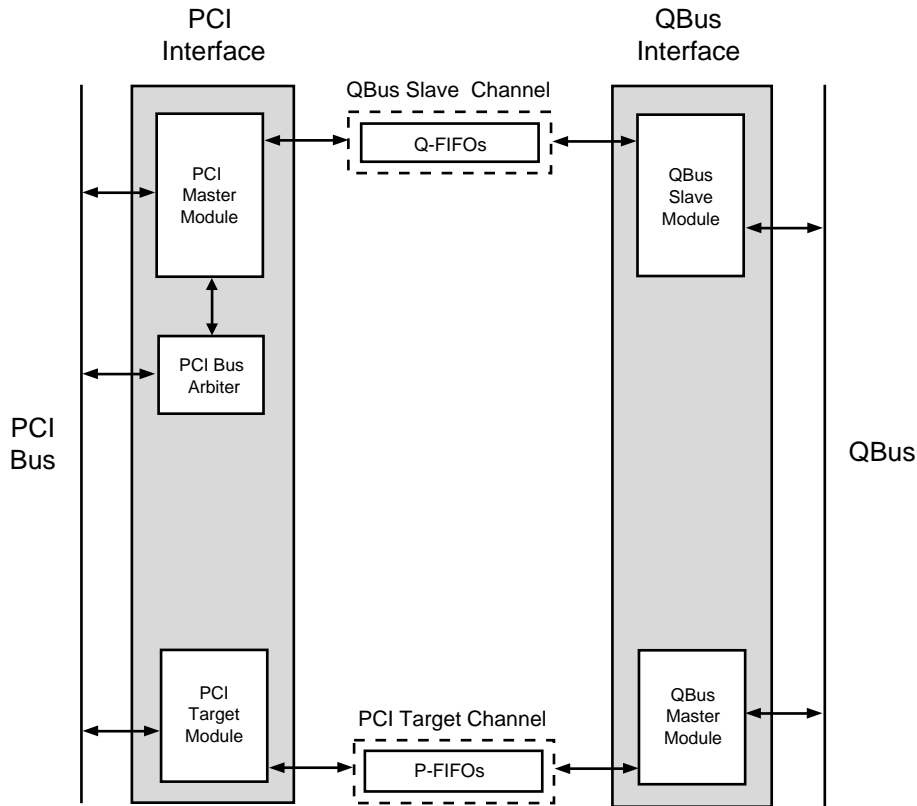 PCI
Interface
QBus
Interface
QBus Slave Channel
Q-FIFOs
PCI
Master
Module
QBus
Slave
Module
PCI Bus
Arbiter
PCI
Bus
QBus
PCI
Target
Module
PCI Target Channel
P-FIFOs
QBus
Master
Module